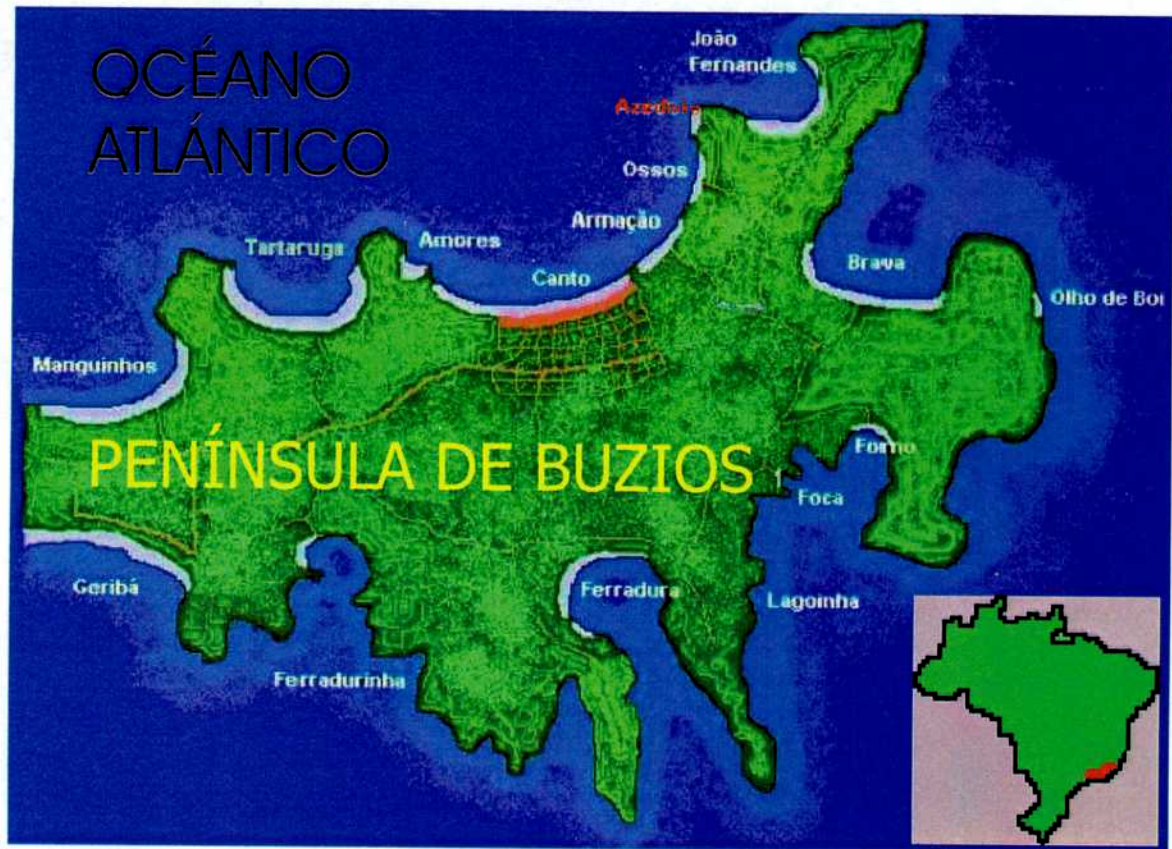 OCÉANO
ATLÁNTICO
João
Fernandes
Ossos
Armação
Tartaruga
Amores
Canto
Brava
Olho de Boi
Manguinhos
PENÍNSULA DE BUZIOS
Forno
Foca
Geribá
Ferradura
Lagoinha
Ferradurinha